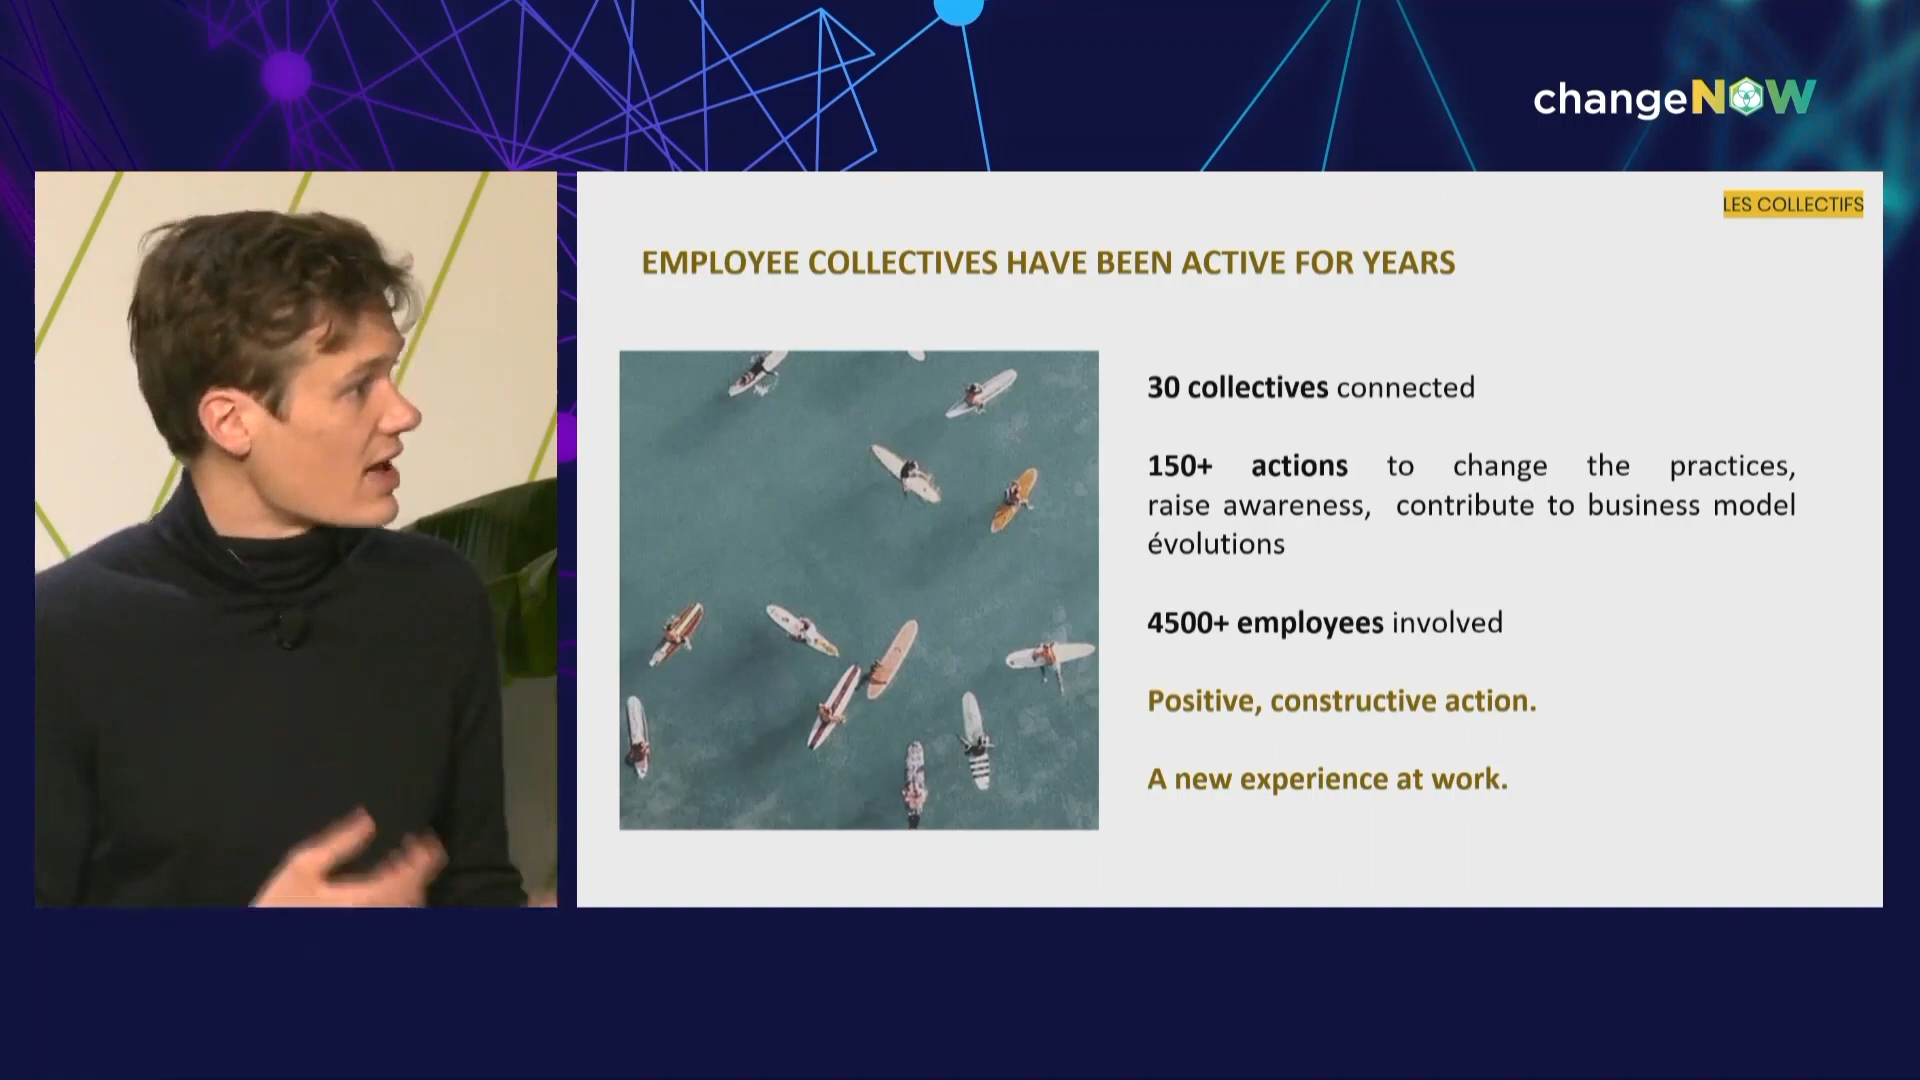 changeNOW
LES COLLECTIFS
EMPLOYEE COLLECTIVES HAVE BEEN ACTIVE FOR YEARS
30 collectives connected
150+ actions to change the practices,
raise awareness, contribute to business model
évolutions
4500+ employees involved
Positive, constructive action.
A new experience at work.